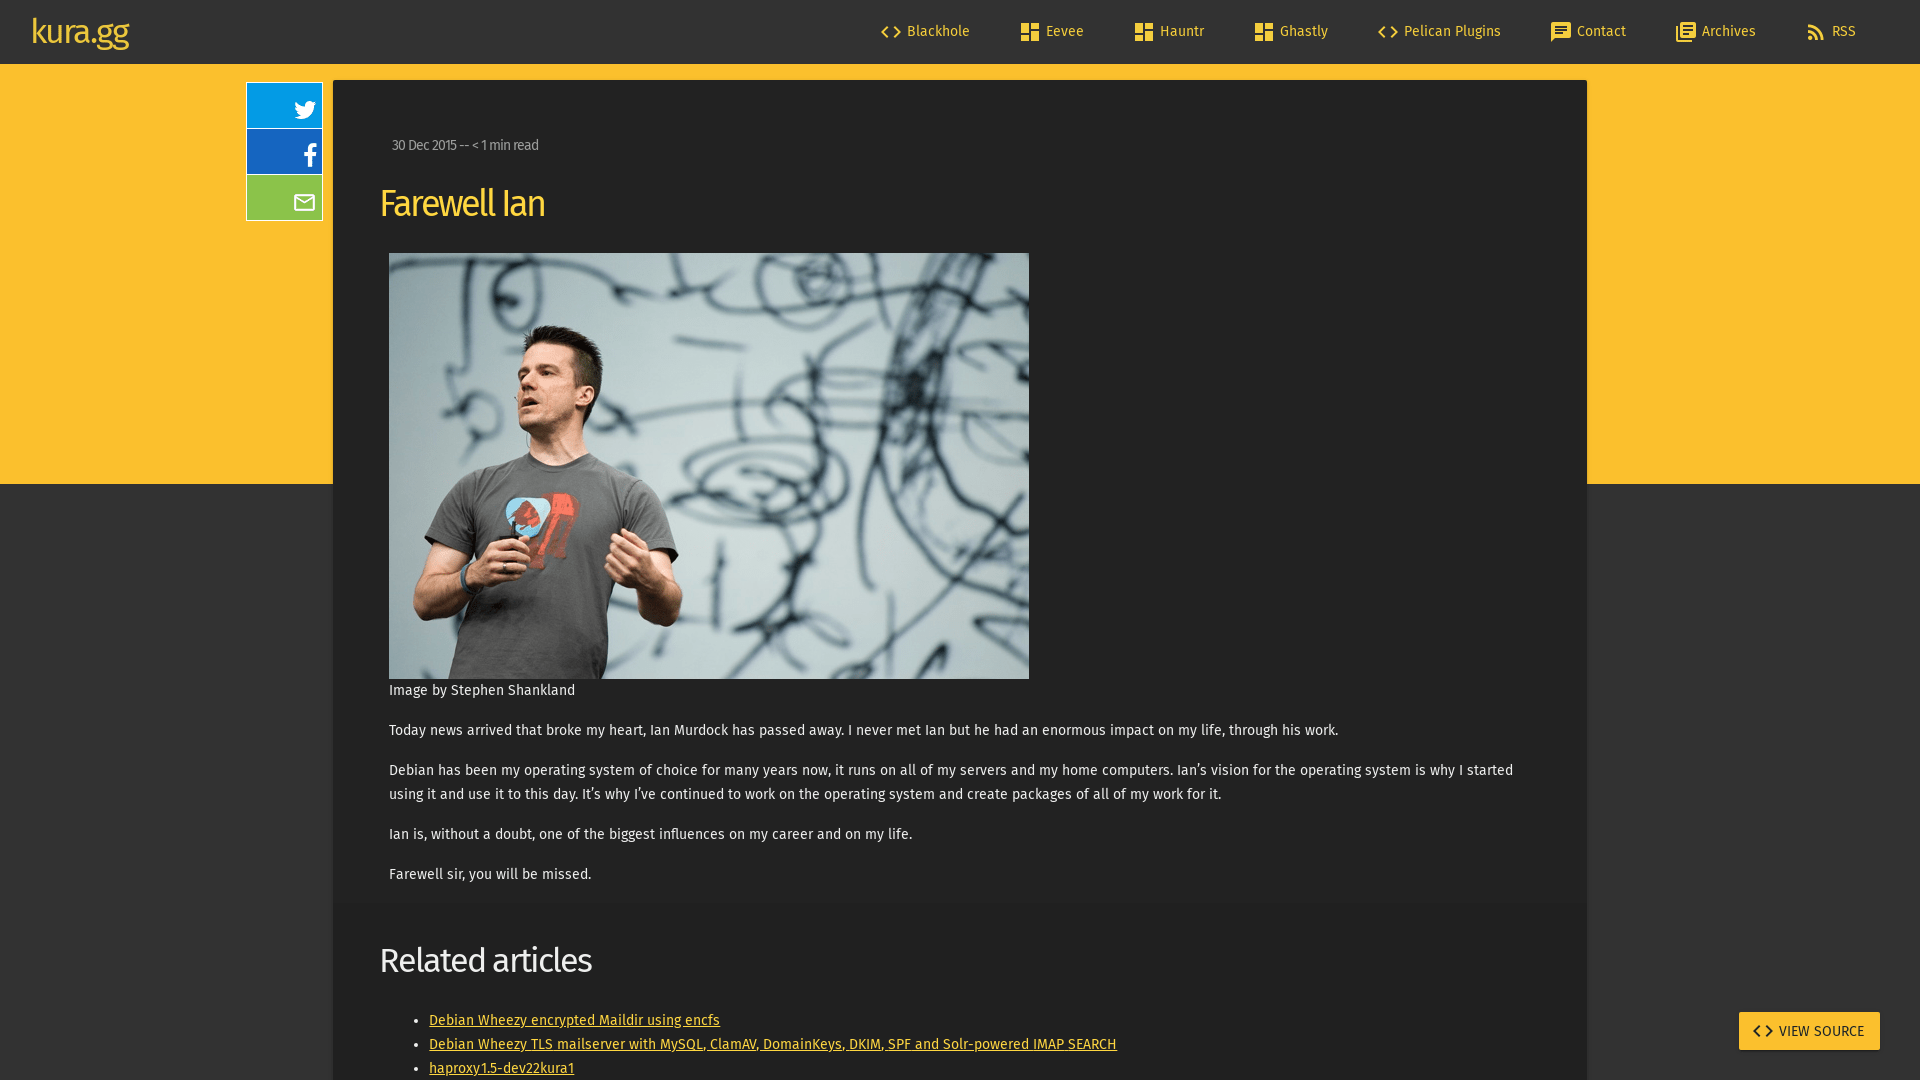 kura.gg
Blackhole
Eevee
Hauntr
Ghastly
Pelican Plugins
Contact
Archives
RSS
30 Dec 2015 -- < 1 min read
Farewell Ian
Image by Stephen Shankland
Today news arrived that broke my heart, Ian Murdock has passed away. I never met Ian but he had an enormous impact on my life, through his work.
Debian has been my operating system of choice for many years now, it runs on all of my servers and my home computers. Ian’s vision for the operating system is why I started
using it and use it to this day. It’s why I’ve continued to work on the operating system and create packages of all of my work for it.
Ian is, without a doubt, one of the biggest influences on my career and on my life.
Farewell sir, you will be missed.
Related articles
Debian Wheezy encrypted Maildir using encfs
Debian Wheezy TLS mailserver with MySQL, ClamAV, DomainKeys, DKIM, SPF and Solr-powered IMAP SEARCH
haproxy1.5-dev22kura1
VIEW SOURCE